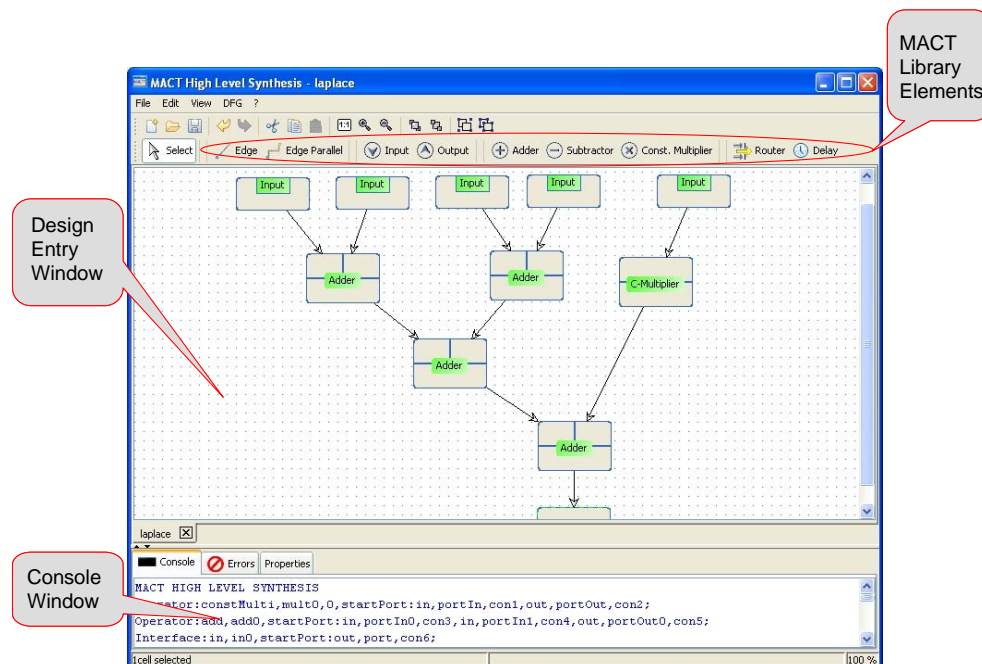 MACT
Library
Elements
MACT High Level Synthesis - laplace
File Edit View DFG ?
1:1
Select Edge Edge Parallel Input Output Adder Subtractor Const. Multiplier Router Delay
Input Input Input Input Input
Design
Entry
Window
Adder Adder C-Multiplier
Adder
Adder
laplace
Console Errors Properties
Console
Window
MACT HIGH LEVEL SYNTHESIS
Operator:constMulti,mult0,0,startPort:in,portIn,con1,out,portOut,con2;
Operator:add,add0,startPort:in,portIn0,con3,in,portIn1,con4,out,portOut0,con5;
Interface:in,in0,startPort:out,port,con6;
1cell selected 100 %